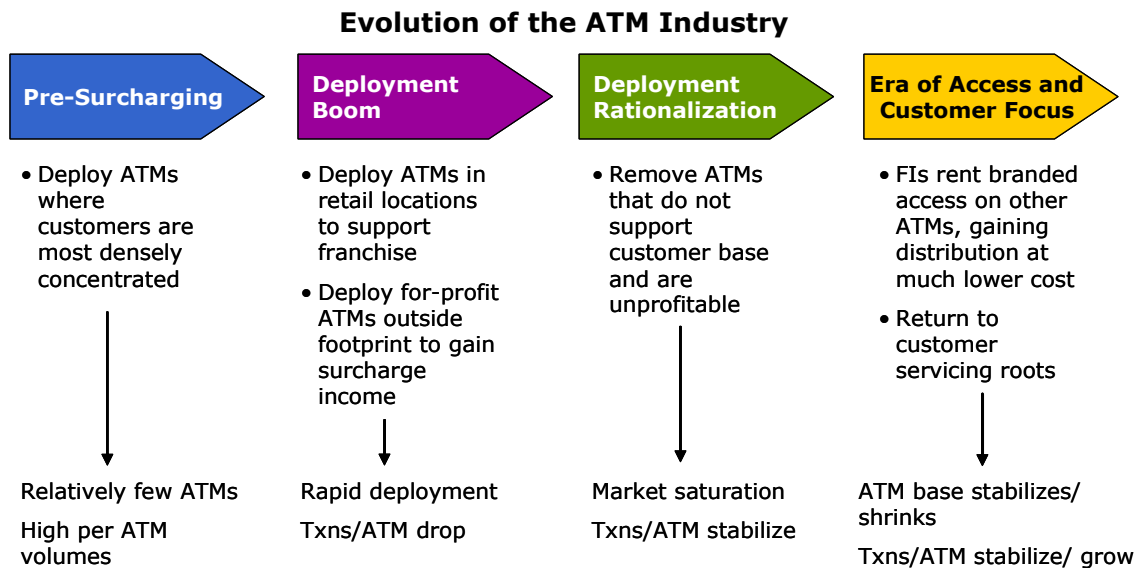 Evolution of the ATM Industry
Pre-Surcharging
• Deploy ATMs
where
customers are
most densely
concentrated
Relatively few ATMs
High per ATM
volumes
Deployment
Boom
• Deploy ATMs in
retail locations
to support
franchise
• Deploy for-profit
ATMs outside
footprint to gain
surcharge
income
Rapid deployment
Txns/ATM drop
Deployment
Rationalization
• Remove ATMs
that do not
support
customer base
and are
unprofitable
Market saturation
Txns/ATM stabilize
Era of Access and
Customer Focus
• FIs rent branded
access on other
ATMs, gaining
distribution at
much lower cost
• Return to
customer
servicing roots
ATM base stabilizes/
shrinks
Txns/ATM stabilize/ grow